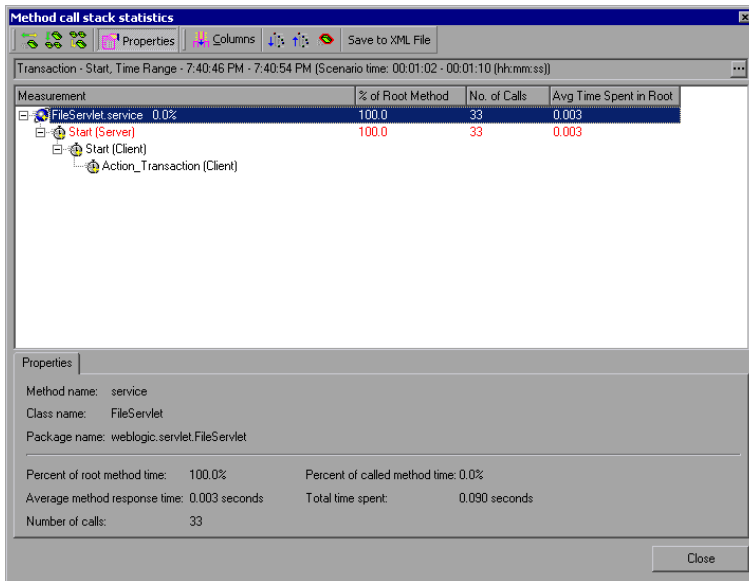 Method call stack statistics
Properties Columns Save to XML File
Transaction - Start, Time Range - 7:40:46 PM - 7:40:54 PM (Scenario time: 00:01:02 - 00:01:10 (hh:mm:ss)) ...
Measurement % of Root Method No. of Calls Avg Time Spent in Root
FileServlet.service 0.0% 100.0 33 0.003
Start (Server) 100.0 33 0.003
Start (Client)
Action_Transaction (Client)
Properties
Method name: service
Class name: FileServlet
Package name: weblogic.servlet.FileServlet
Percent of root method time: 100.0% Percent of called method time: 0.0%
Average method response time: 0.003 seconds Total time spent: 0.090 seconds
Number of calls: 33
Close